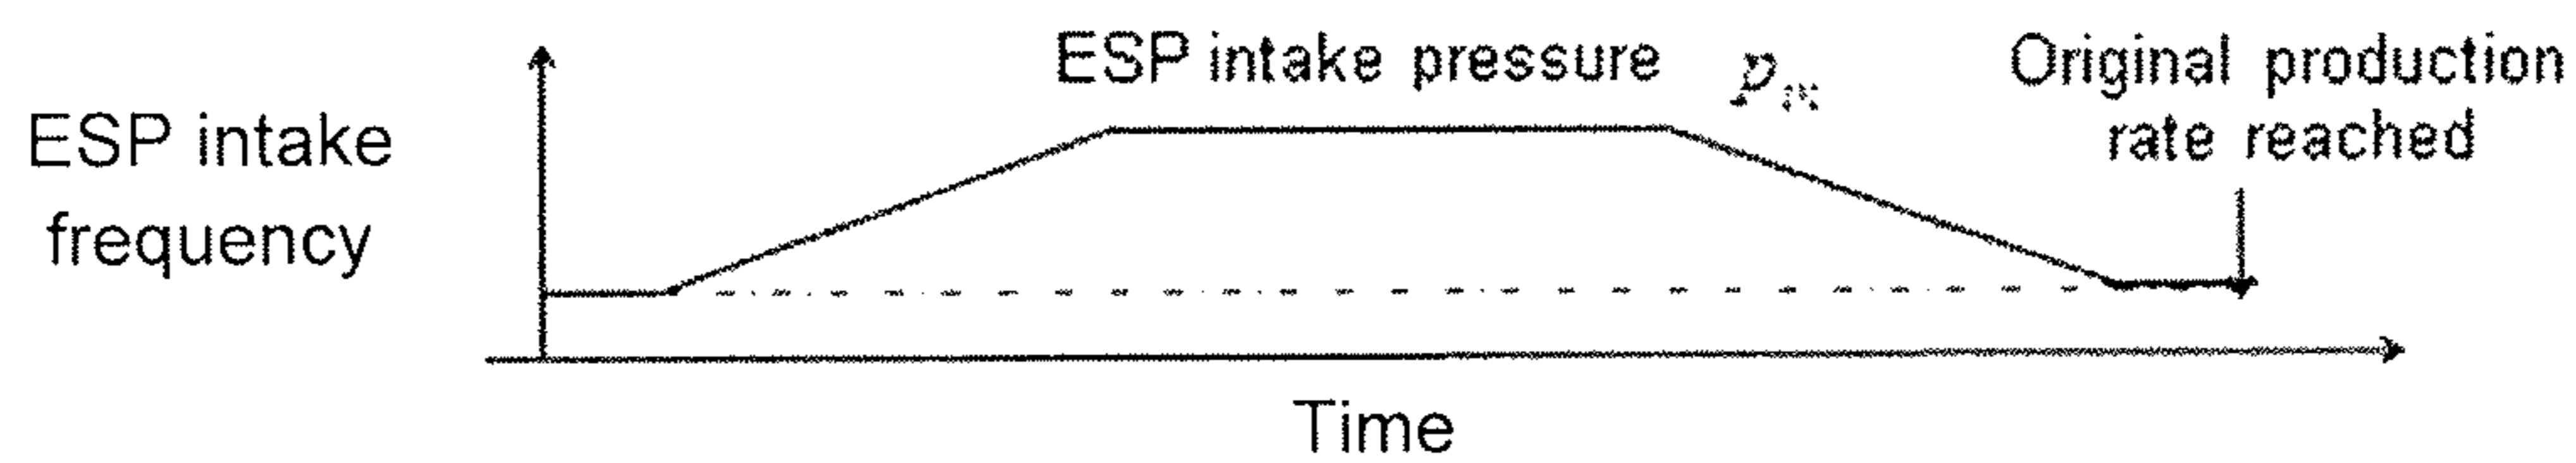 ESP intake pressure p
Original production
rate reached
ESP intake
frequency
Time